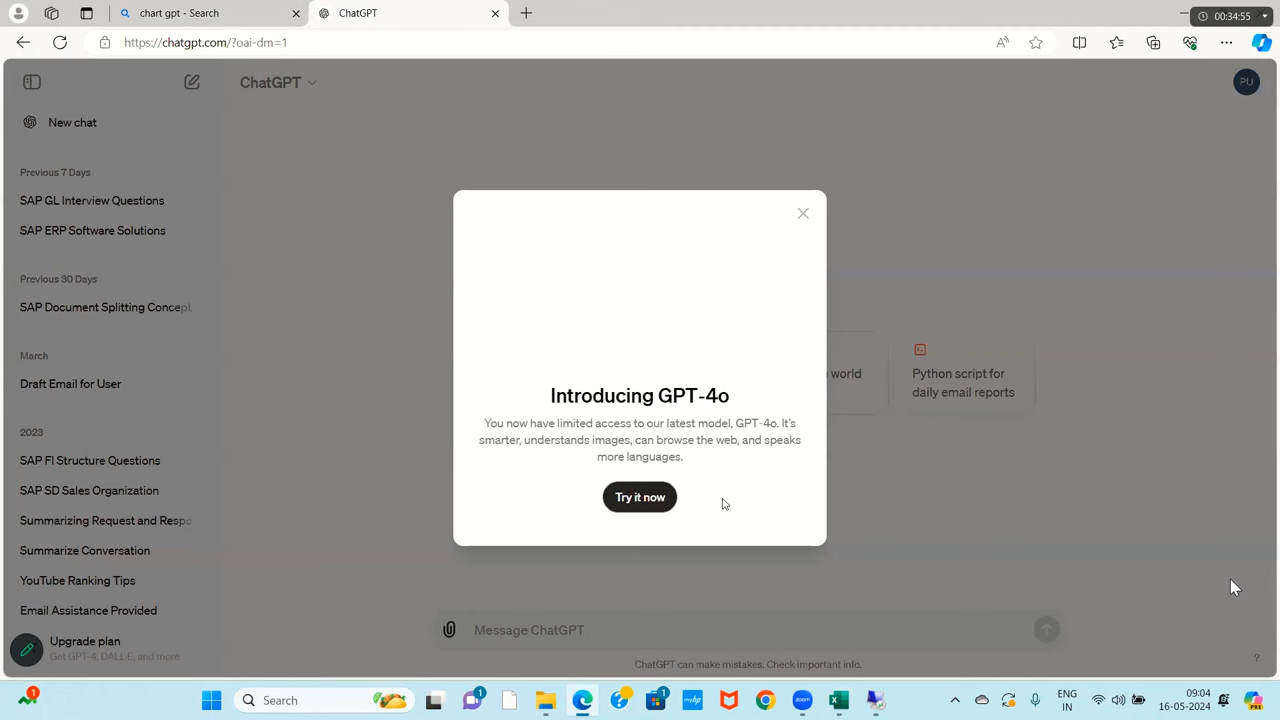 chart gpt - Search
ChatGPT
00:34:55
https://chatgpt.com/?oai-dm=1
ChatGPT
PU
New chat
Previous 7 Days
SAP GL Interview Questions
SAP ERP Software Solutions
Previous 30 Days
SAP Document Splitting Concept
March
Draft Email for User
2023
SAP FI Structure Questions
SAP SD Sales Organization
Summarizing Request and Respo
Summarize Conversation
YouTube Ranking Tips
Email Assistance Provided
Upgrade plan
Get GPT-4, DALL-E, and more
Introducing GPT-4o
You now have limited access to our latest model, GPT-4o. It's
smarter, understands images, can browse the web, and speaks
more languages.
Try it now
world
Python script for
daily email reports
Message ChatGPT
ChatGPT can make mistakes. Check important info.
?
1
Search
1
1
myhp
zoom
ENG
IN
09:04
16-05-2024
PRE